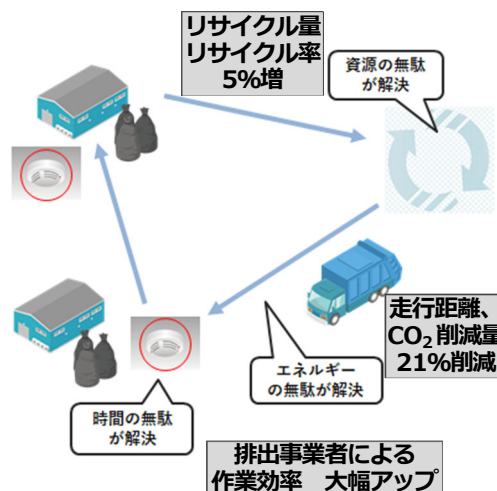 リサイクル量
リサイクル率
5%増
資源の無駄
が解決
走行距離、
CO₂削減量
21%削減
エネルギー
の無駄が解決
時間の無駄
が解決
排出事業者による
作業効率　大幅アップ